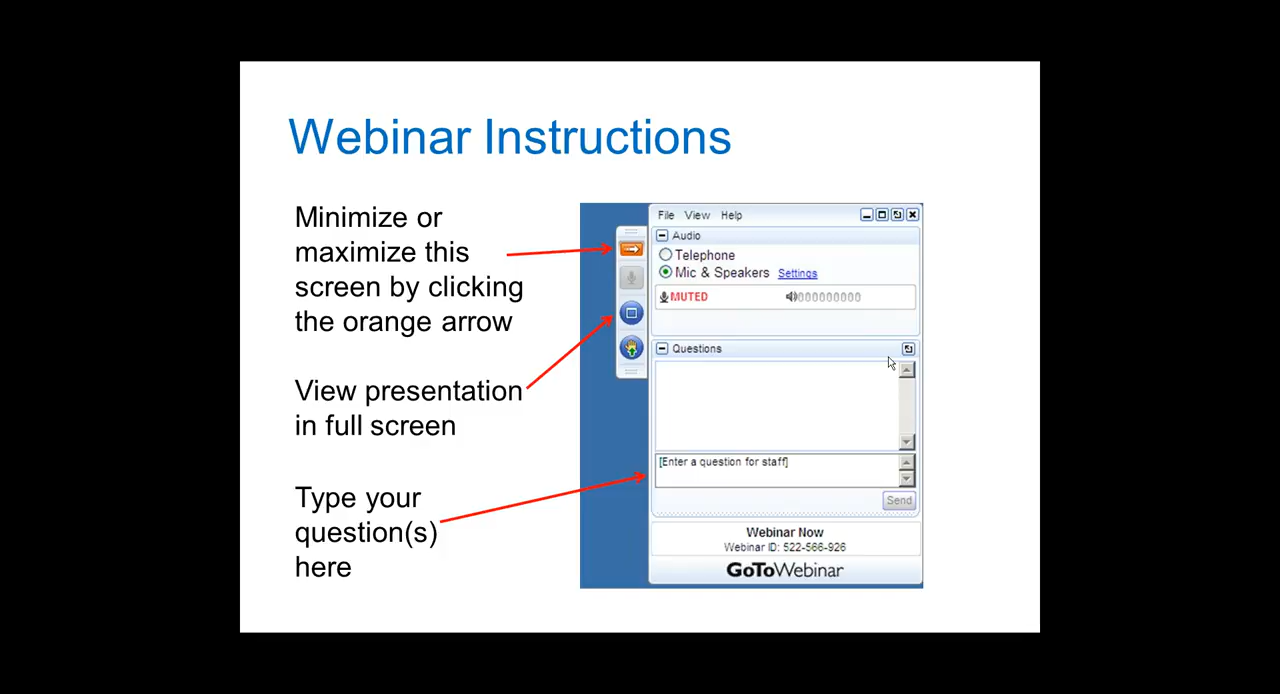 Webinar Instructions
Minimize or
maximize this
screen by clicking
the orange arrow
View presentation
in full screen
Type your
question(s)
here
File View Help
Audio
Telephone
Mic & Speakers Settings
MUTED 000000000
Questions
[Enter a question for staff]
Send
Webinar Now
Webinar ID: 522-566-926
GoToWebinar